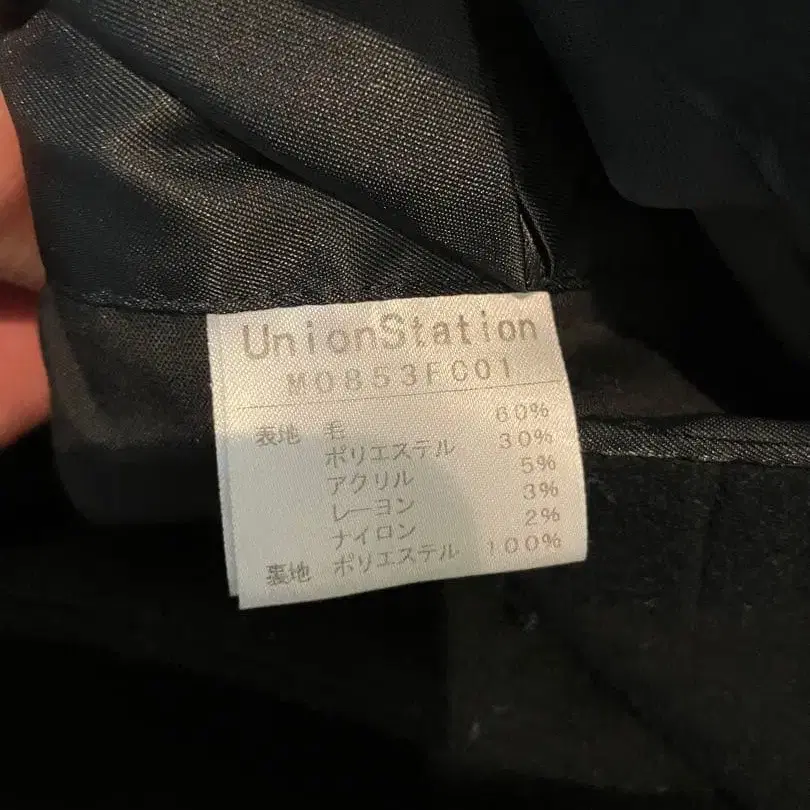 UnionStation
M0853FC01
表地 毛 60%
ポリエステル 30%
アクリル 5%
レーヨン 3%
ナイロン 2%
裏地 ポリエステル 100%